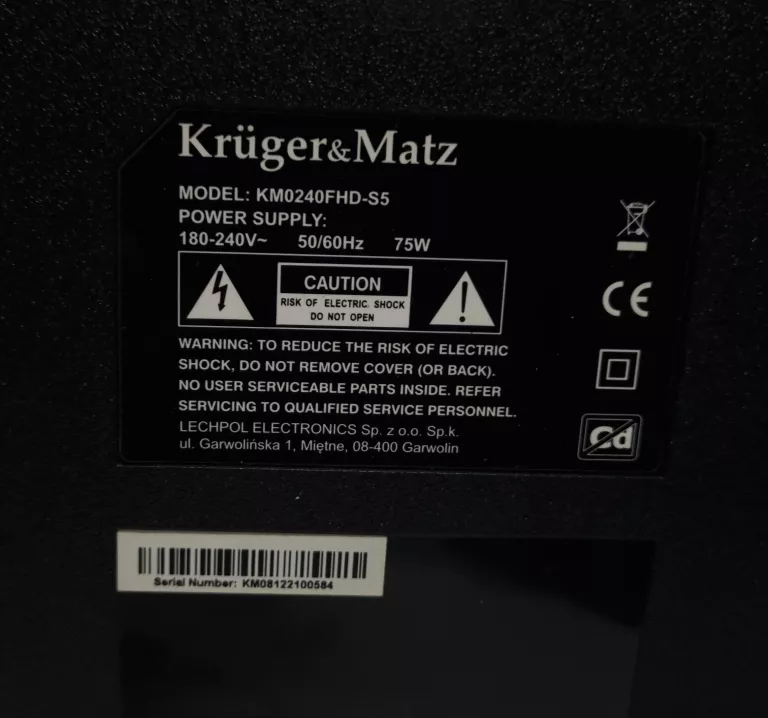 Krüger&Matz
MODEL: KM0240FHD-S5
POWER SUPPLY:
180-240V~ 50/60Hz 75W
CAUTION
RISK OF ELECTRIC SHOCK
DO NOT OPEN
WARNING: TO REDUCE THE RISK OF ELECTRIC
SHOCK, DO NOT REMOVE COVER (OR BACK).
NO USER SERVICEABLE PARTS INSIDE. REFER
SERVICING TO QUALIFIED SERVICE PERSONNEL.
LECHPOL ELECTRONICS Sp. z o.o. Sp.k.
ul. Garwolińska 1, Miętne, 08-400 Garwolin
CE
Cd
Serial Number: KM08122100584